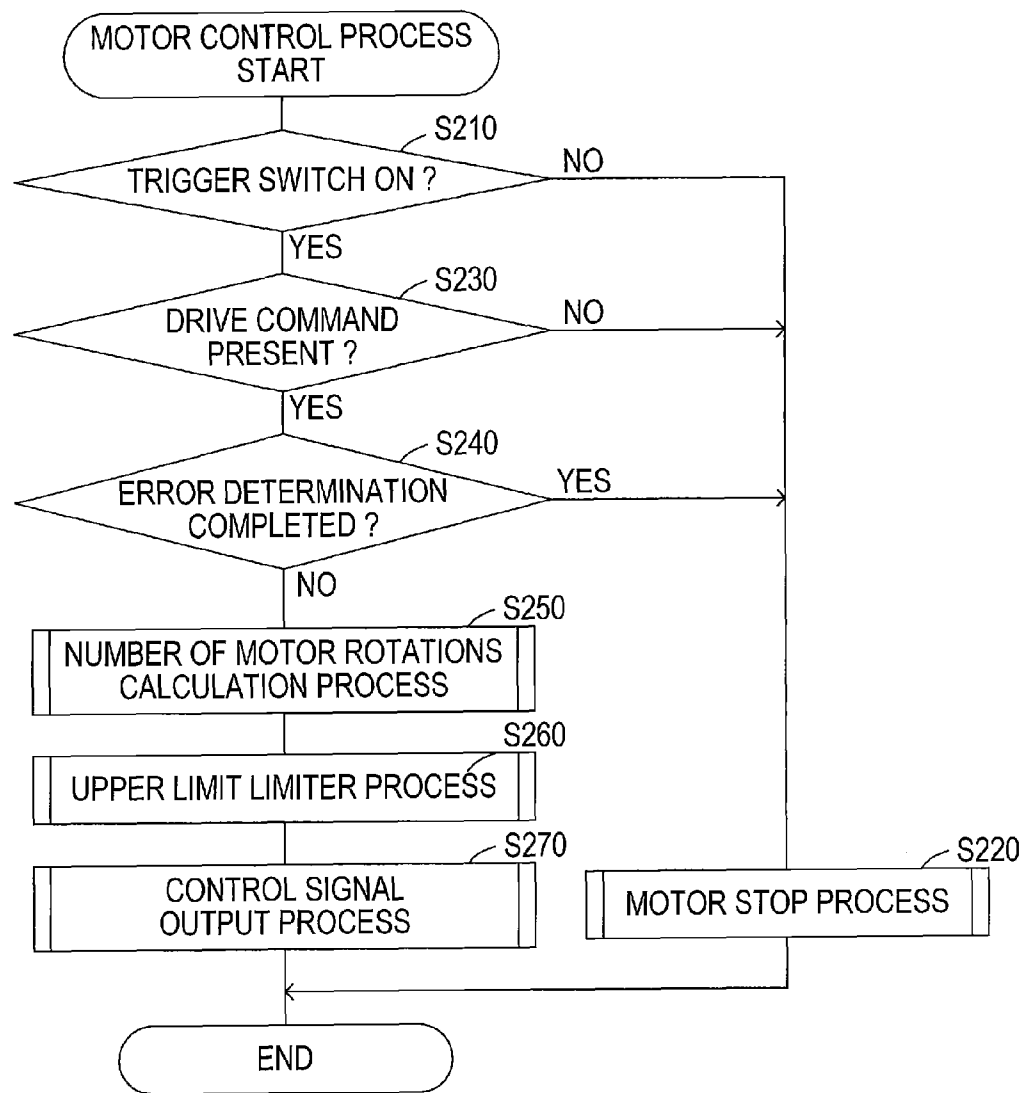 MOTOR CONTROL PROCESS
START
S210
TRIGGER SWITCH ON ?
NO
YES
S230
DRIVE COMMAND
PRESENT ?
NO
YES
S240
ERROR DETERMINATION
COMPLETED ?
YES
NO
S250
NUMBER OF MOTOR ROTATIONS
CALCULATION PROCESS
S260
UPPER LIMIT LIMITER PROCESS
S270
CONTROL SIGNAL
OUTPUT PROCESS
S220
MOTOR STOP PROCESS
END